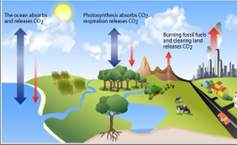 The ocean absorbs
and releases CO2
Photosynthesis absorbs CO2,
respiration releases CO2
Burning fossil fuels
and clearing land
releases CO2